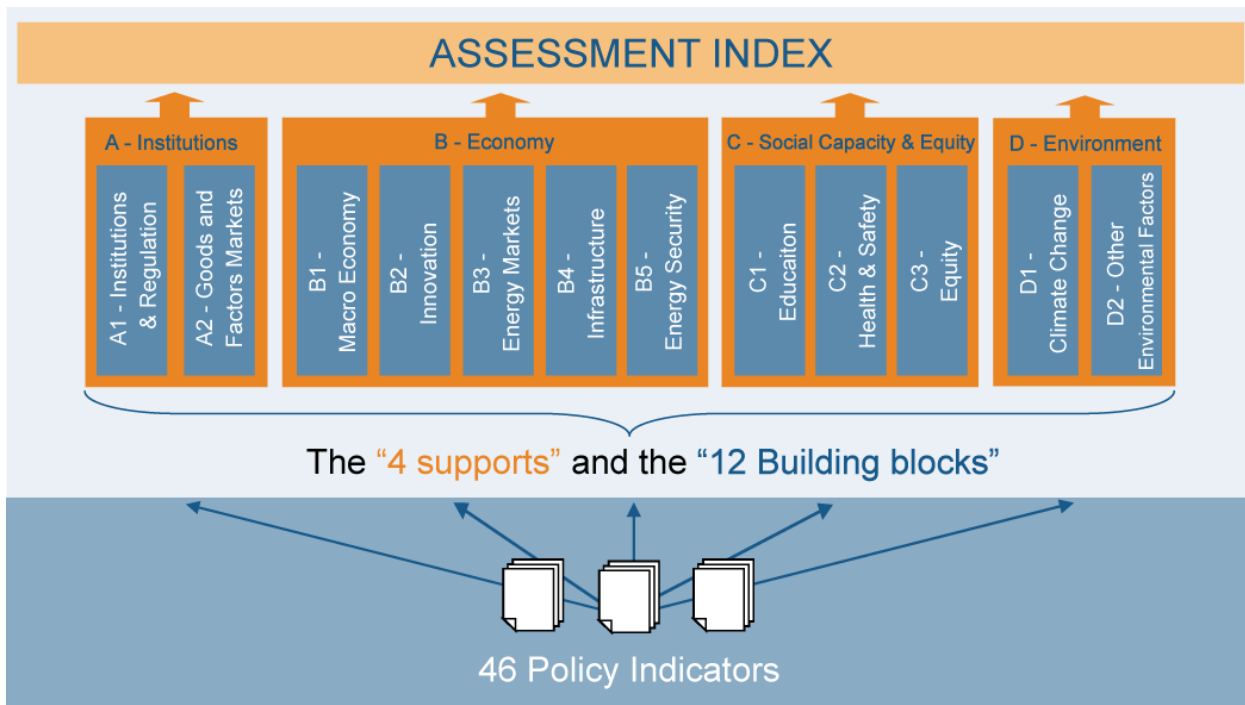 ASSESSMENT INDEX
A - Institutions
A1 - Institutions
& Regulation
A2 - Goods and
Factors Markets
B - Economy
B1 -
Macro Economy
B2 -
Innovation
B3 -
Energy Markets
B4 -
Infrastructure
B5 -
Energy Security
C - Social Capacity & Equity
C1 -
Educaiton
C2 -
Health & Safety
C3 -
Equity
D - Environment
D1 -
Climate Change
D2 - Other
Environmental Factors
The “4 supports” and the “12 Building blocks”
46 Policy Indicators